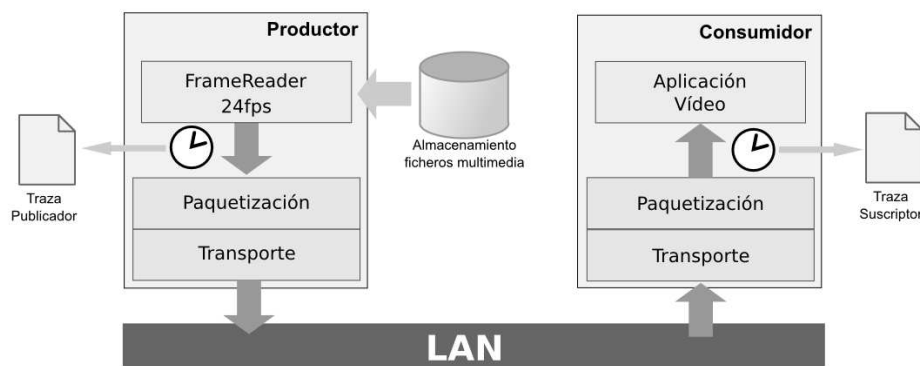 Productor
FrameReader
24fps
Almacenamiento
ficheros multimedia
Traza
Publicador
Paquetización
Transporte
Consumidor
Aplicación
Vídeo
Traza
Suscriptor
Paquetización
Transporte
LAN